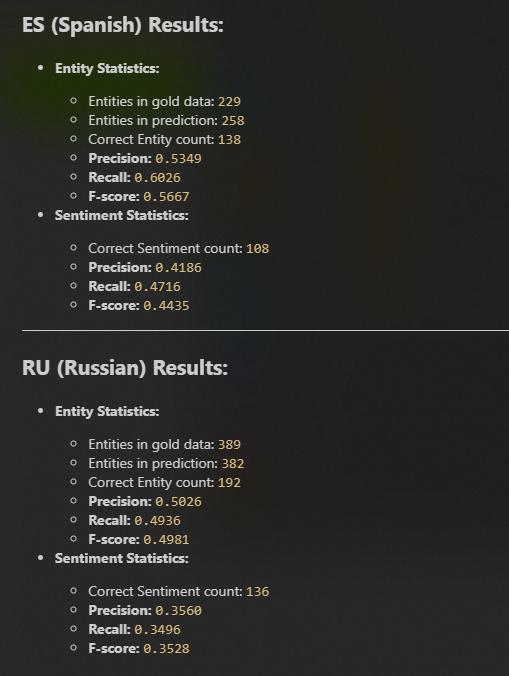 ES (Spanish) Results:
Entity Statistics:
Entities in gold data: 229
Entities in prediction: 258
Correct Entity count: 138
Precision: 0.5349
Recall: 0.6026
F-score: 0.5667
Sentiment Statistics:
Correct Sentiment count: 108
Precision: 0.4186
Recall: 0.4716
F-score: 0.4435
RU (Russian) Results:
Entity Statistics:
Entities in gold data: 389
Entities in prediction: 382
Correct Entity count: 192
Precision: 0.5026
Recall: 0.4936
F-score: 0.4981
Sentiment Statistics:
Correct Sentiment count: 136
Precision: 0.3560
Recall: 0.3496
F-score: 0.3528